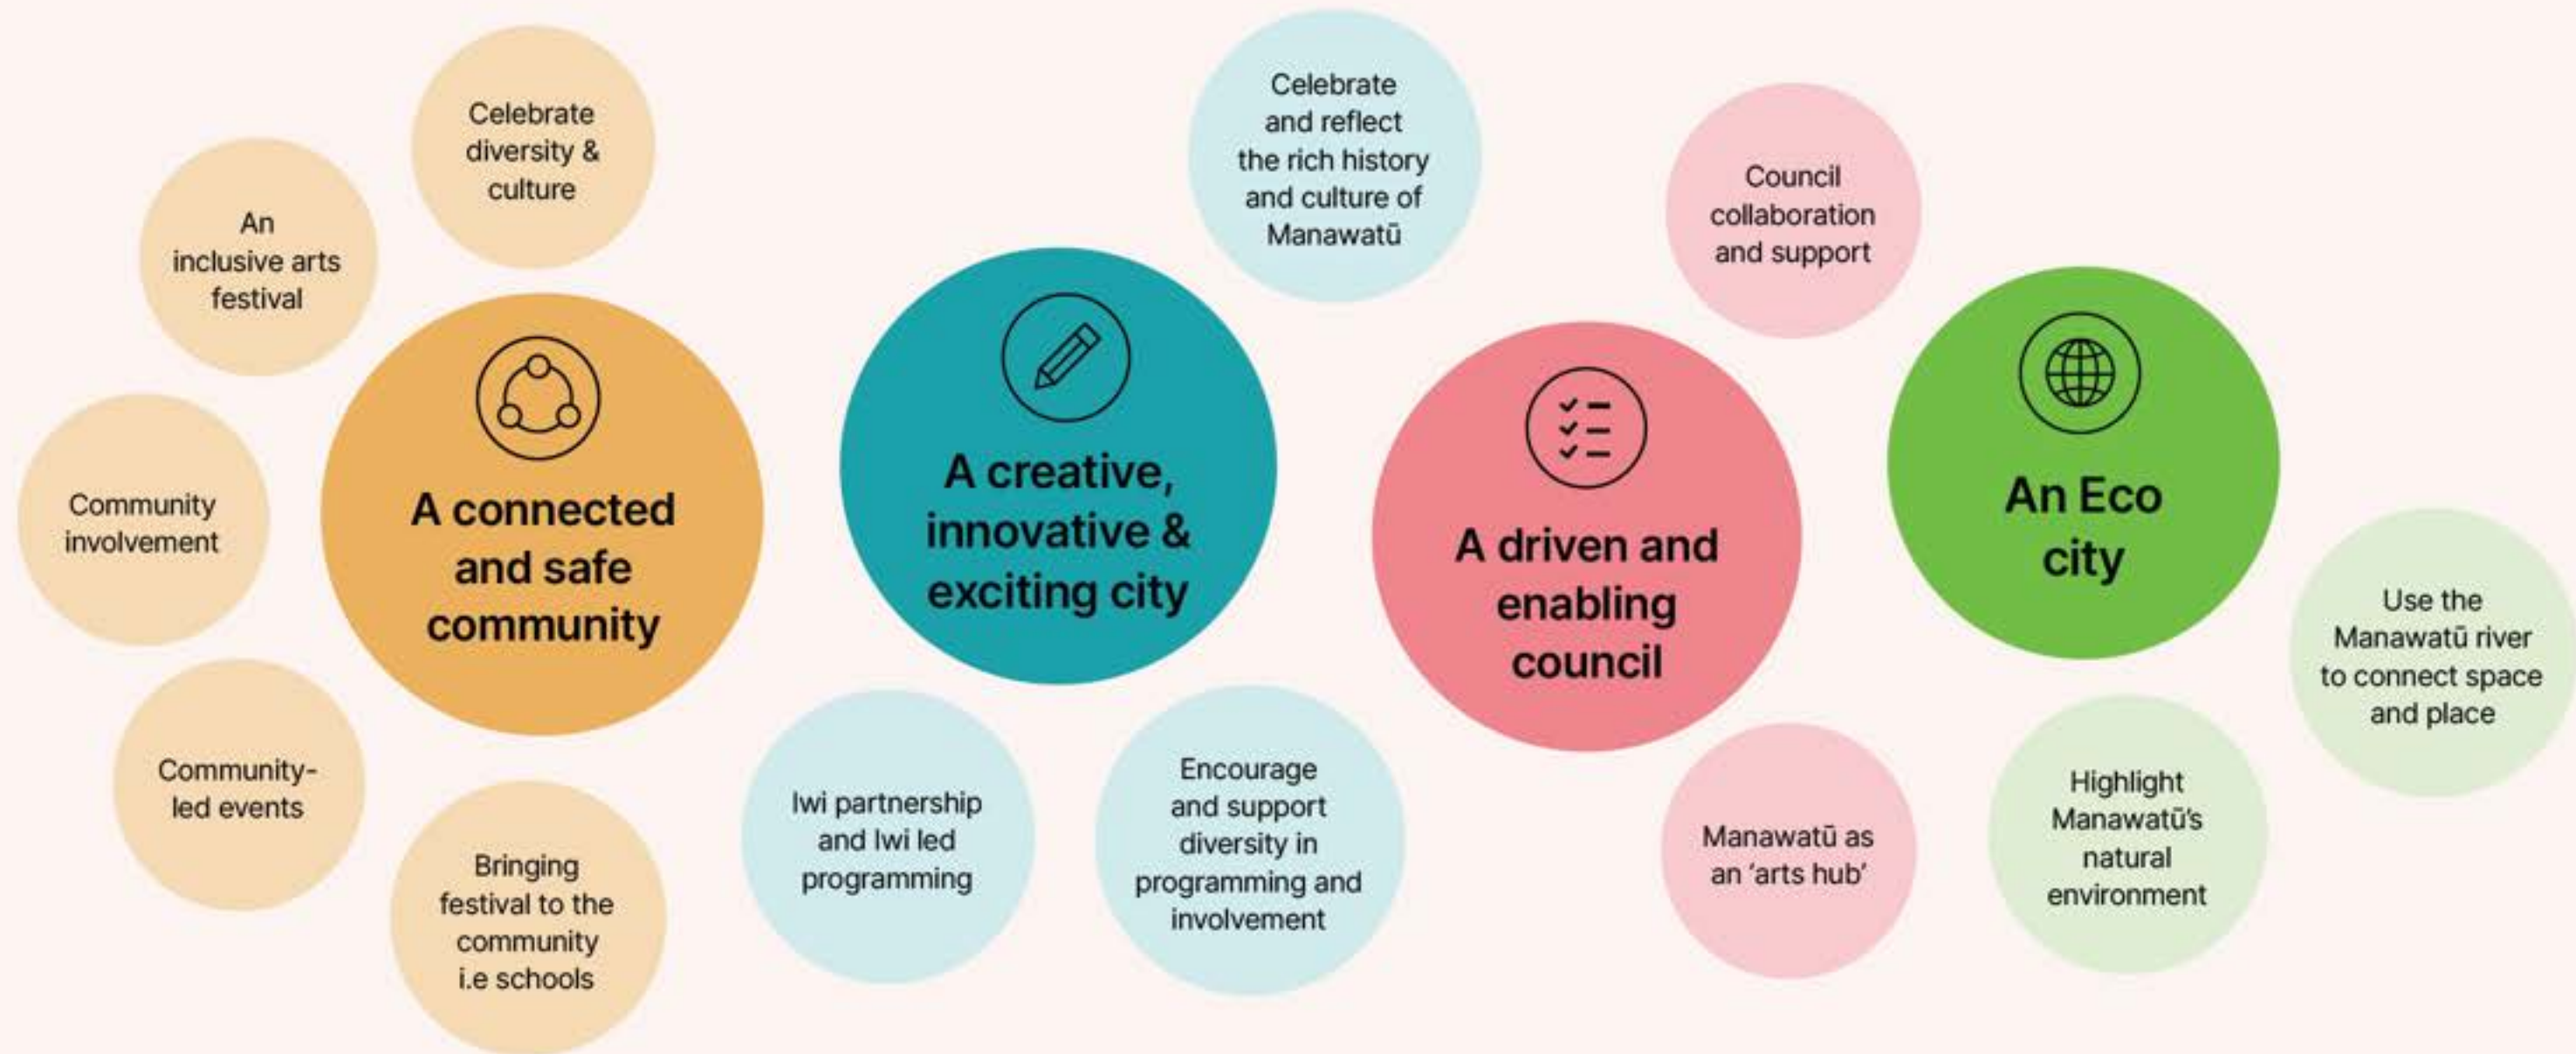 Celebrate
diversity &
culture
An
inclusive arts
festival
Community
involvement
Community-
led events
Bringing
festival to the
community
i.e schools
A connected
and safe
community
A creative,
innovative &
exciting city
Celebrate
and reflect
the rich history
and culture of
Manawatū
Iwi partnership
and Iwi led
programming
Encourage
and support
diversity in
programming and
involvement
A driven and
enabling
council
Council
collaboration
and support
Manawatū as
an ‘arts hub’
An Eco
city
Use the
Manawatū river
to connect space
and place
Highlight
Manawatū’s
natural
environment